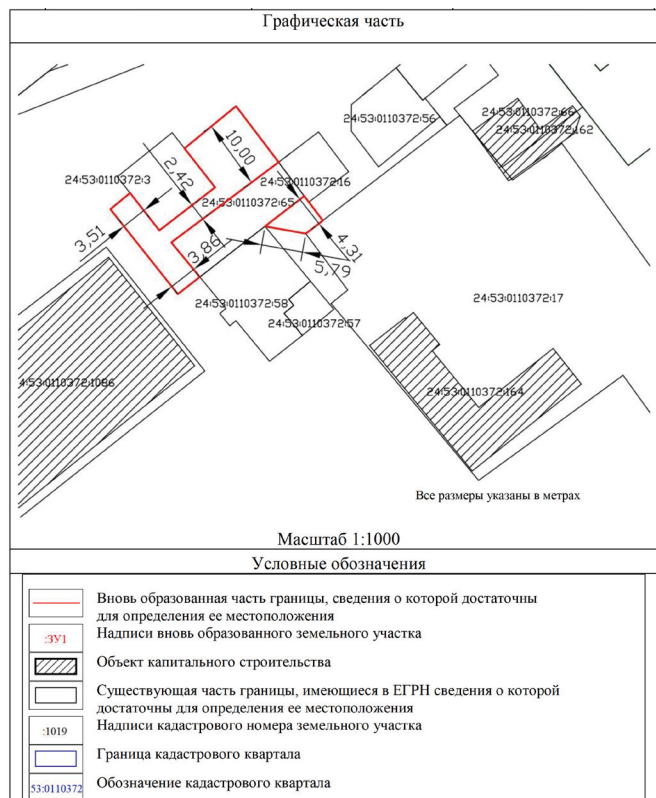 Графическая часть
24:53:0110372:56
24:53:0110372:66
24:53:0110372:162
10,00
2,42
24:53:0110372:3
24:53:0110372:16
24:53:0110372:65
3,51
3,86
4,31
5,79
24:53:0110372:58
24:53:0110372:17
24:53:0110372:57
4:53:0110372:1086
24:53:0110372:164
Все размеры указаны в метрах
Масштаб 1:1000
Условные обозначения
Вновь образованная часть границы, сведения о которой достаточны
для определения ее местоположения
:ЗУ1 Надписи вновь образованного земельного участка
Объект капитального строительства
Существующая часть границы, имеющиеся в ЕГРН сведения о которой
достаточны для определения ее местоположения
:1019 Надписи кадастрового номера земельного участка
Граница кадастрового квартала
53:0110372 Обозначение кадастрового квартала